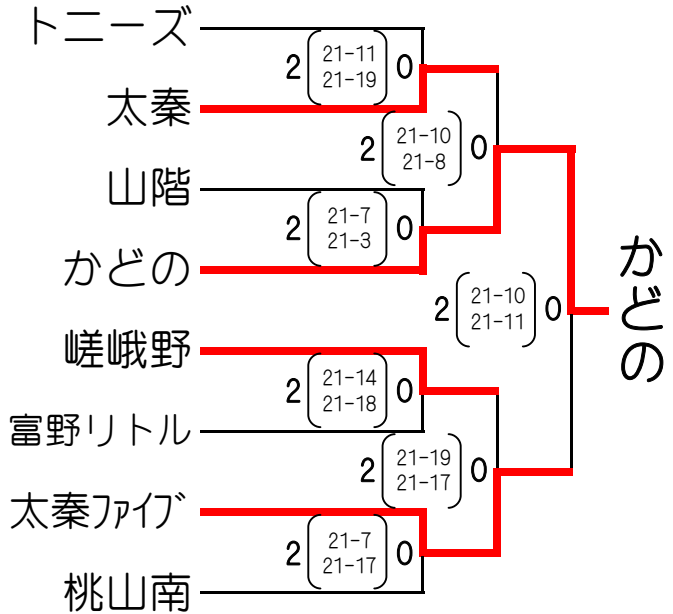 トニーズ
2 21-11 0
21-19
太秦
2 21-10 0
21-8
山階
2 21-7 0
21-3
かどの
かどの
2 21-10 0
21-11
嵯峨野
2 21-14 0
21-18
富野リトル
2 21-19 0
21-17
太秦ファイブ
2 21-7 0
21-17
桃山南